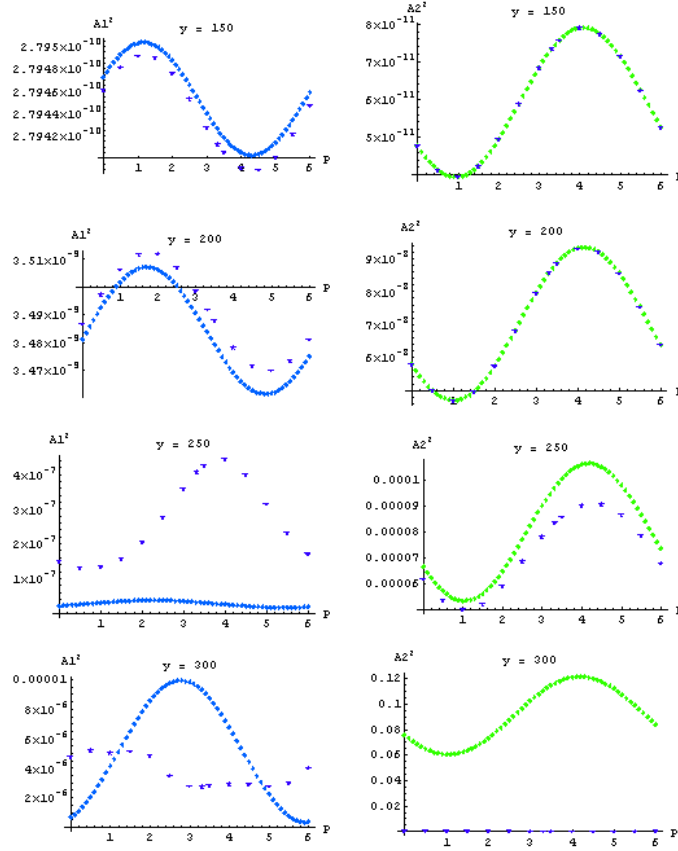 A1²
y = 150
2.795×10⁻¹⁰
2.7948×10⁻¹⁰
2.7946×10⁻¹⁰
2.7944×10⁻¹⁰
2.7942×10⁻¹⁰
1 2 3 4 5 6 P
A2²
y = 150
8×10⁻¹¹
7×10⁻¹¹
6×10⁻¹¹
5×10⁻¹¹
1 2 3 4 5 6
A1²
y = 200
3.51×10⁻⁹
3.49×10⁻⁹
3.48×10⁻⁹
3.47×10⁻⁹
1 2 3 4 5 6 P
A2²
y = 200
9×10⁻⁸
8×10⁻⁸
7×10⁻⁸
6×10⁻⁸
1 2 3 4 5 6
A1²
y = 250
4×10⁻⁷
3×10⁻⁷
2×10⁻⁷
1×10⁻⁷
1 2 3 4 5 6 P
A2²
y = 250
0.0001
0.00009
0.00008
0.00007
0.00006
1 2 3 4 5 6
A1²
y = 300
0.00001
8×10⁻⁶
6×10⁻⁶
4×10⁻⁶
2×10⁻⁶
1 2 3 4 5 6 P
A2²
y = 300
0.12
0.1
0.08
0.06
0.04
0.02
1 2 3 4 5 6 P